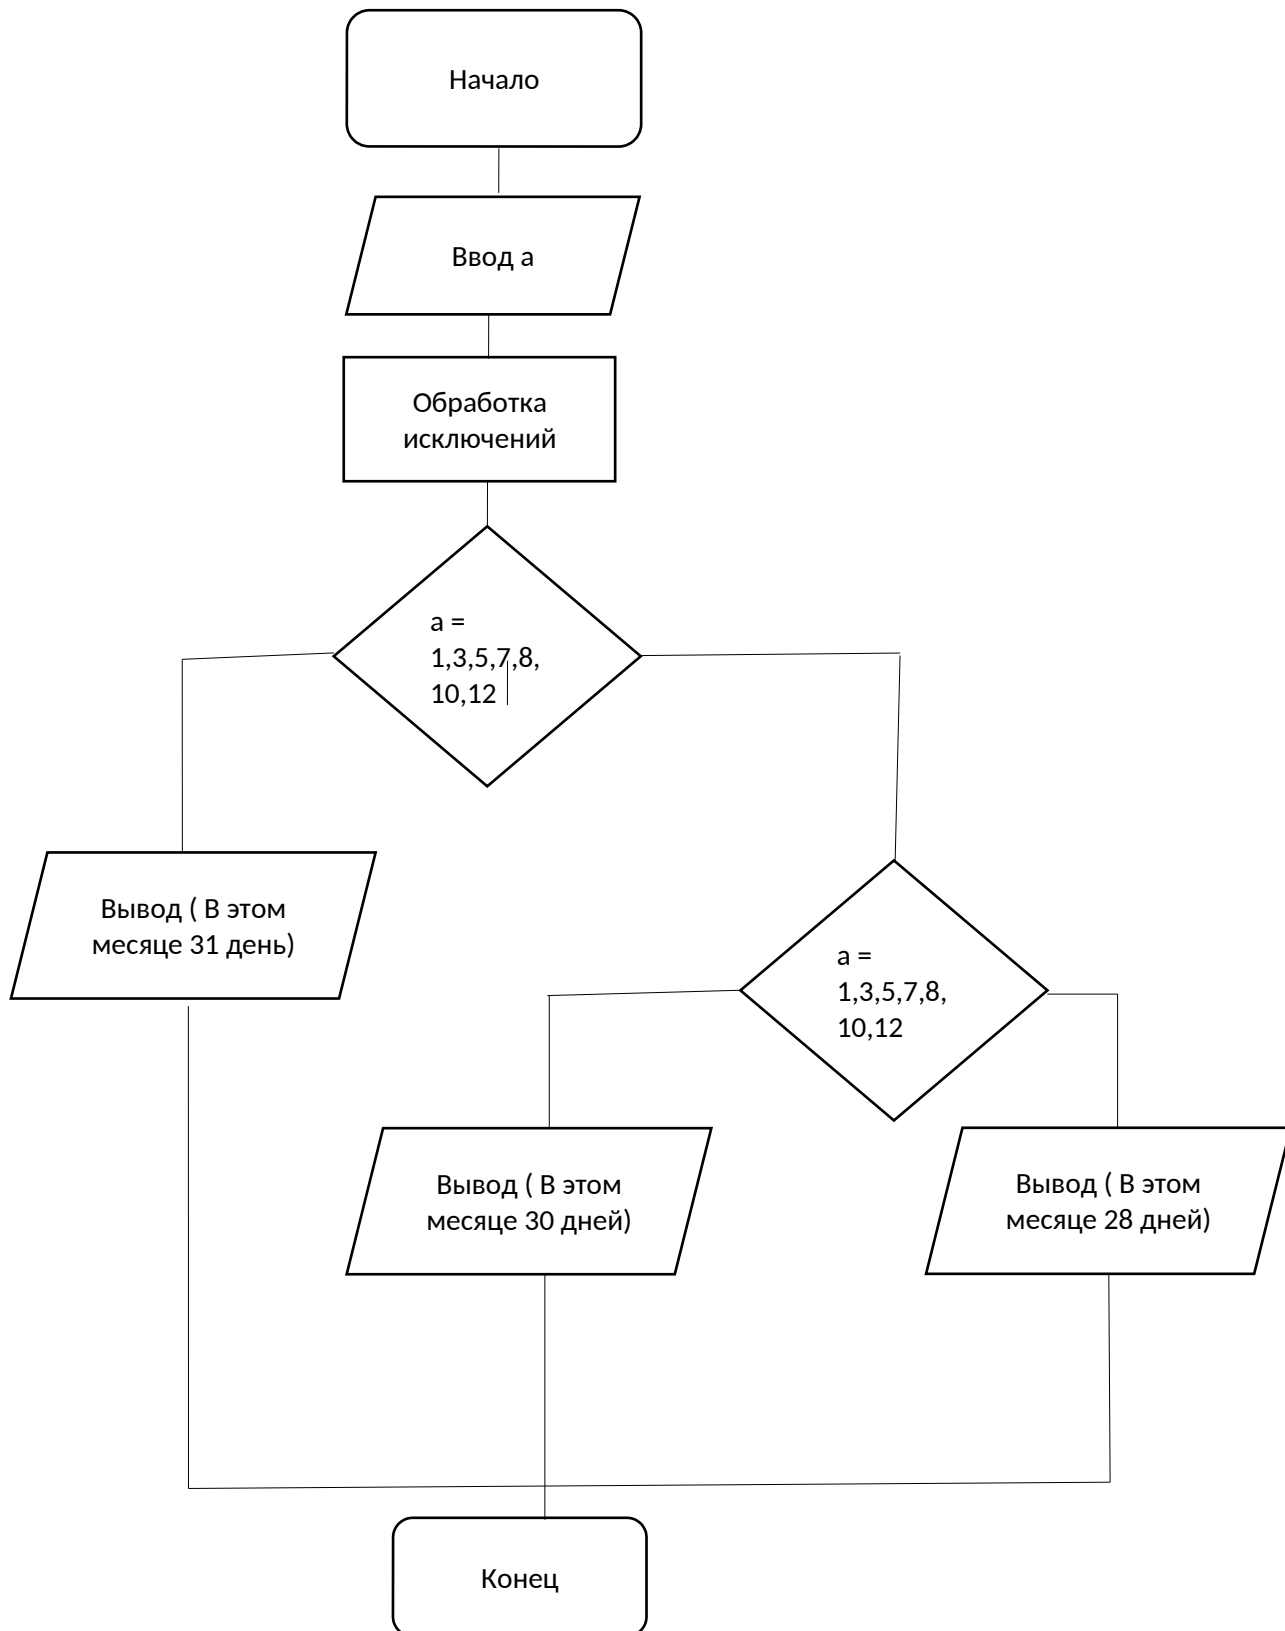 Начало
Ввод а
Обработка
исключений
а =
1,3,5,7,8,
10,12
Вывод ( В этом
месяце 31 день)
а =
1,3,5,7,8,
10,12
Вывод ( В этом
месяце 30 дней)
Вывод ( В этом
месяце 28 дней)
Конец